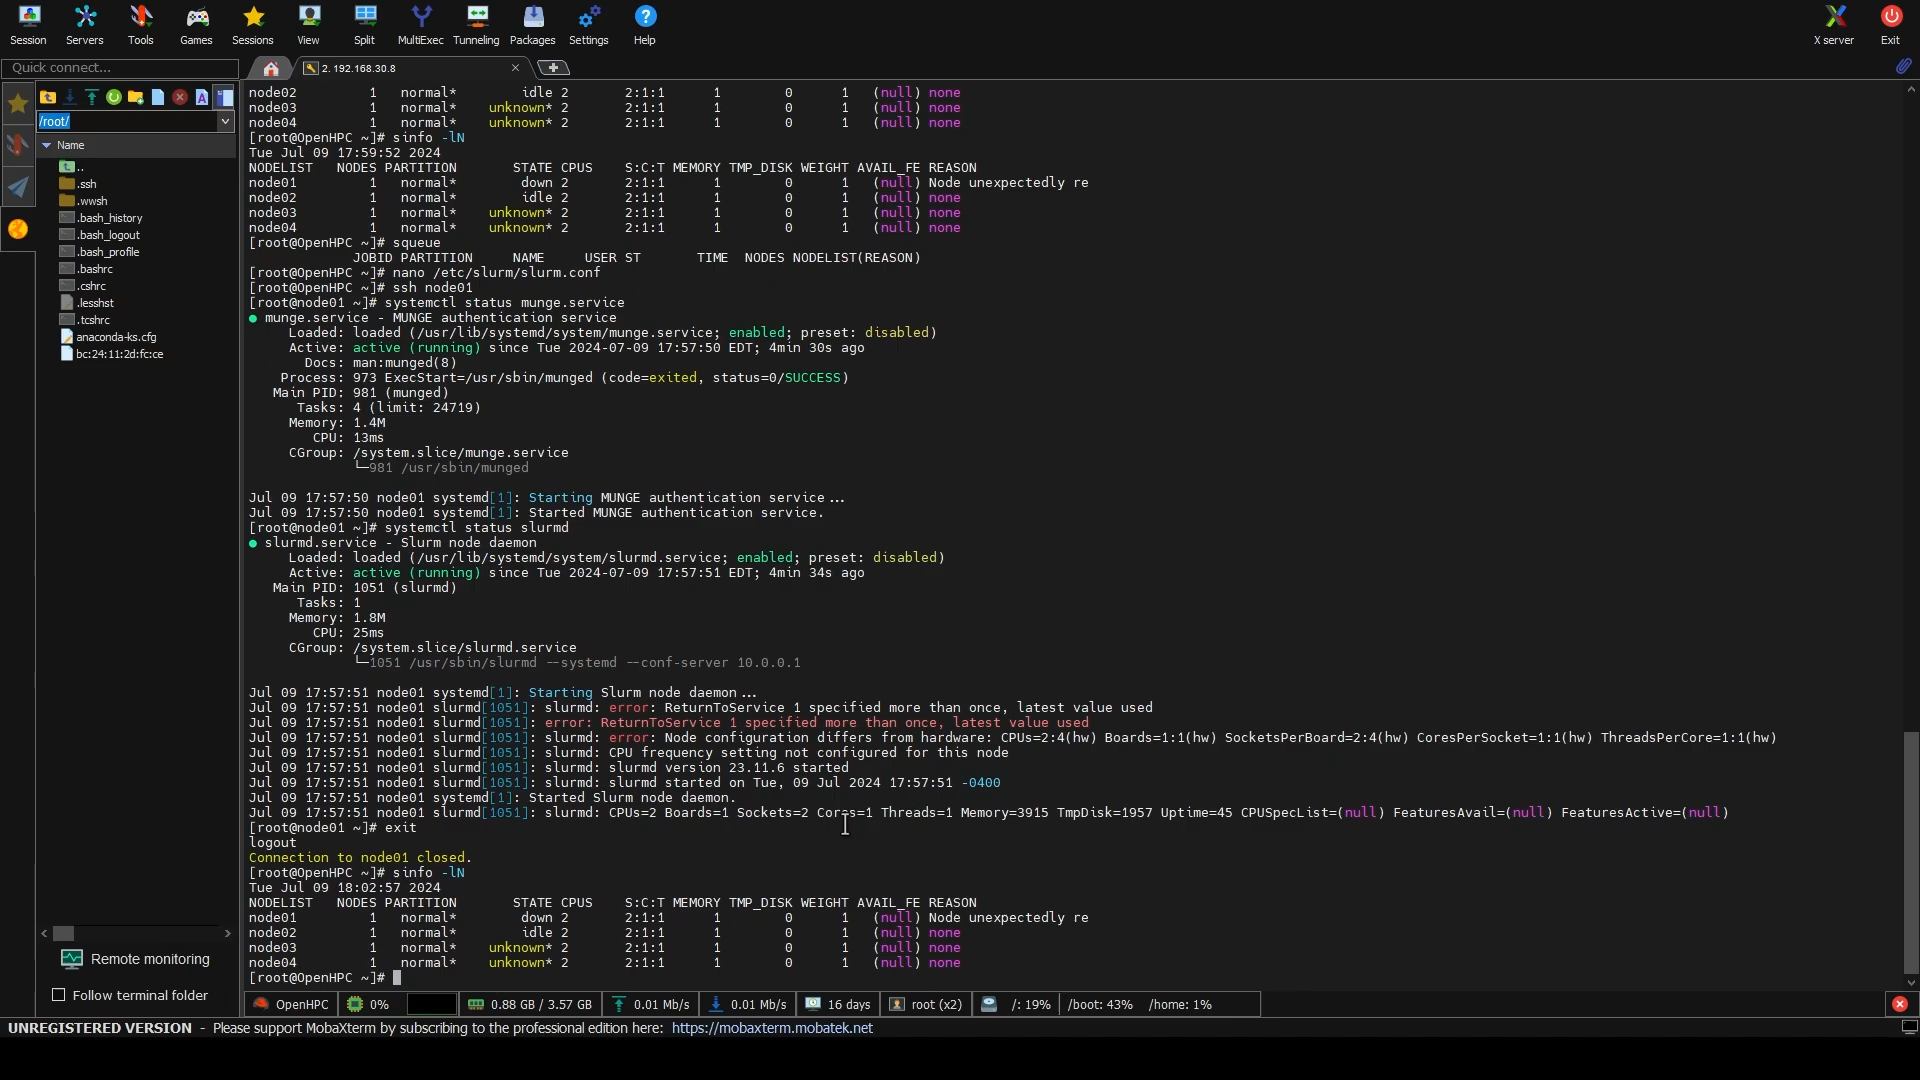 Session Servers Tools Games Sessions View Split MultiExec Tunneling Packages Settings Help X server Exit
Quick connect...
2. 192.168.30.8
/root/
Name
..
.ssh
.wwsh
.bash_history
.bash_logout
.bash_profile
.bashrc
.cshrc
.lesshst
.tcshrc
anaconda-ks.cfg
bc:24:11:2d:fc:ce
Remote monitoring
Follow terminal folder
node02 1 normal* idle 2 2:1:1 1 0 1 (null) none
node03 1 normal* unknown* 2 2:1:1 1 0 1 (null) none
node04 1 normal* unknown* 2 2:1:1 1 0 1 (null) none
[root@OpenHPC ~]# sinfo -lN
Tue Jul 09 17:59:52 2024
NODELIST NODES PARTITION STATE CPUS S:C:T MEMORY TMP_DISK WEIGHT AVAIL_FE REASON
node01 1 normal* down 2 2:1:1 1 0 1 (null) Node unexpectedly re
node02 1 normal* idle 2 2:1:1 1 0 1 (null) none
node03 1 normal* unknown* 2 2:1:1 1 0 1 (null) none
node04 1 normal* unknown* 2 2:1:1 1 0 1 (null) none
[root@OpenHPC ~]# squeue
JOBID PARTITION NAME USER ST TIME NODES NODELIST(REASON)
[root@OpenHPC ~]# nano /etc/slurm/slurm.conf
[root@OpenHPC ~]# ssh node01
[root@node01 ~]# systemctl status munge.service
● munge.service - MUNGE authentication service
Loaded: loaded (/usr/lib/systemd/system/munge.service; enabled; preset: disabled)
Active: active (running) since Tue 2024-07-09 17:57:50 EDT; 4min 30s ago
Docs: man:munged(8)
Process: 973 ExecStart=/usr/sbin/munged (code=exited, status=0/SUCCESS)
Main PID: 981 (munged)
Tasks: 4 (limit: 24719)
Memory: 1.4M
CPU: 13ms
CGroup: /system.slice/munge.service
└─981 /usr/sbin/munged
Jul 09 17:57:50 node01 systemd[1]: Starting MUNGE authentication service...
Jul 09 17:57:50 node01 systemd[1]: Started MUNGE authentication service.
[root@node01 ~]# systemctl status slurmd
● slurmd.service - Slurm node daemon
Loaded: loaded (/usr/lib/systemd/system/slurmd.service; enabled; preset: disabled)
Active: active (running) since Tue 2024-07-09 17:57:51 EDT; 4min 34s ago
Main PID: 1051 (slurmd)
Tasks: 1
Memory: 1.8M
CPU: 25ms
CGroup: /system.slice/slurmd.service
└─1051 /usr/sbin/slurmd --systemd --conf-server 10.0.0.1
Jul 09 17:57:51 node01 systemd[1]: Starting Slurm node daemon...
Jul 09 17:57:51 node01 slurmd[1051]: slurmd: error: ReturnToService 1 specified more than once, latest value used
Jul 09 17:57:51 node01 slurmd[1051]: error: ReturnToService 1 specified more than once, latest value used
Jul 09 17:57:51 node01 slurmd[1051]: slurmd: error: Node configuration differs from hardware: CPUs=2:4(hw) Boards=1:1(hw) SocketsPerBoard=2:4(hw) CoresPerSocket=1:1(hw) ThreadsPerCore=1:1(hw)
Jul 09 17:57:51 node01 slurmd[1051]: slurmd: CPU frequency setting not configured for this node
Jul 09 17:57:51 node01 slurmd[1051]: slurmd: slurmd version 23.11.6 started
Jul 09 17:57:51 node01 slurmd[1051]: slurmd: slurmd started on Tue, 09 Jul 2024 17:57:51 -0400
Jul 09 17:57:51 node01 systemd[1]: Started Slurm node daemon.
Jul 09 17:57:51 node01 slurmd[1051]: slurmd: CPUs=2 Boards=1 Sockets=2 Cores=1 Threads=1 Memory=3915 TmpDisk=1957 Uptime=45 CPUSpecList=(null) FeaturesAvail=(null) FeaturesActive=(null)
[root@node01 ~]# exit
logout
Connection to node01 closed.
[root@OpenHPC ~]# sinfo -lN
Tue Jul 09 18:02:57 2024
NODELIST NODES PARTITION STATE CPUS S:C:T MEMORY TMP_DISK WEIGHT AVAIL_FE REASON
node01 1 normal* down 2 2:1:1 1 0 1 (null) Node unexpectedly re
node02 1 normal* idle 2 2:1:1 1 0 1 (null) none
node03 1 normal* unknown* 2 2:1:1 1 0 1 (null) none
node04 1 normal* unknown* 2 2:1:1 1 0 1 (null) none
[root@OpenHPC ~]#
OpenHPC 0% 0.88 GB / 3.57 GB 0.01 Mb/s 0.01 Mb/s 16 days root (x2) /: 19% /boot: 43% /home: 1%
UNREGISTERED VERSION - Please support MobaXterm by subscribing to the professional edition here: https://mobaxterm.mobatek.net